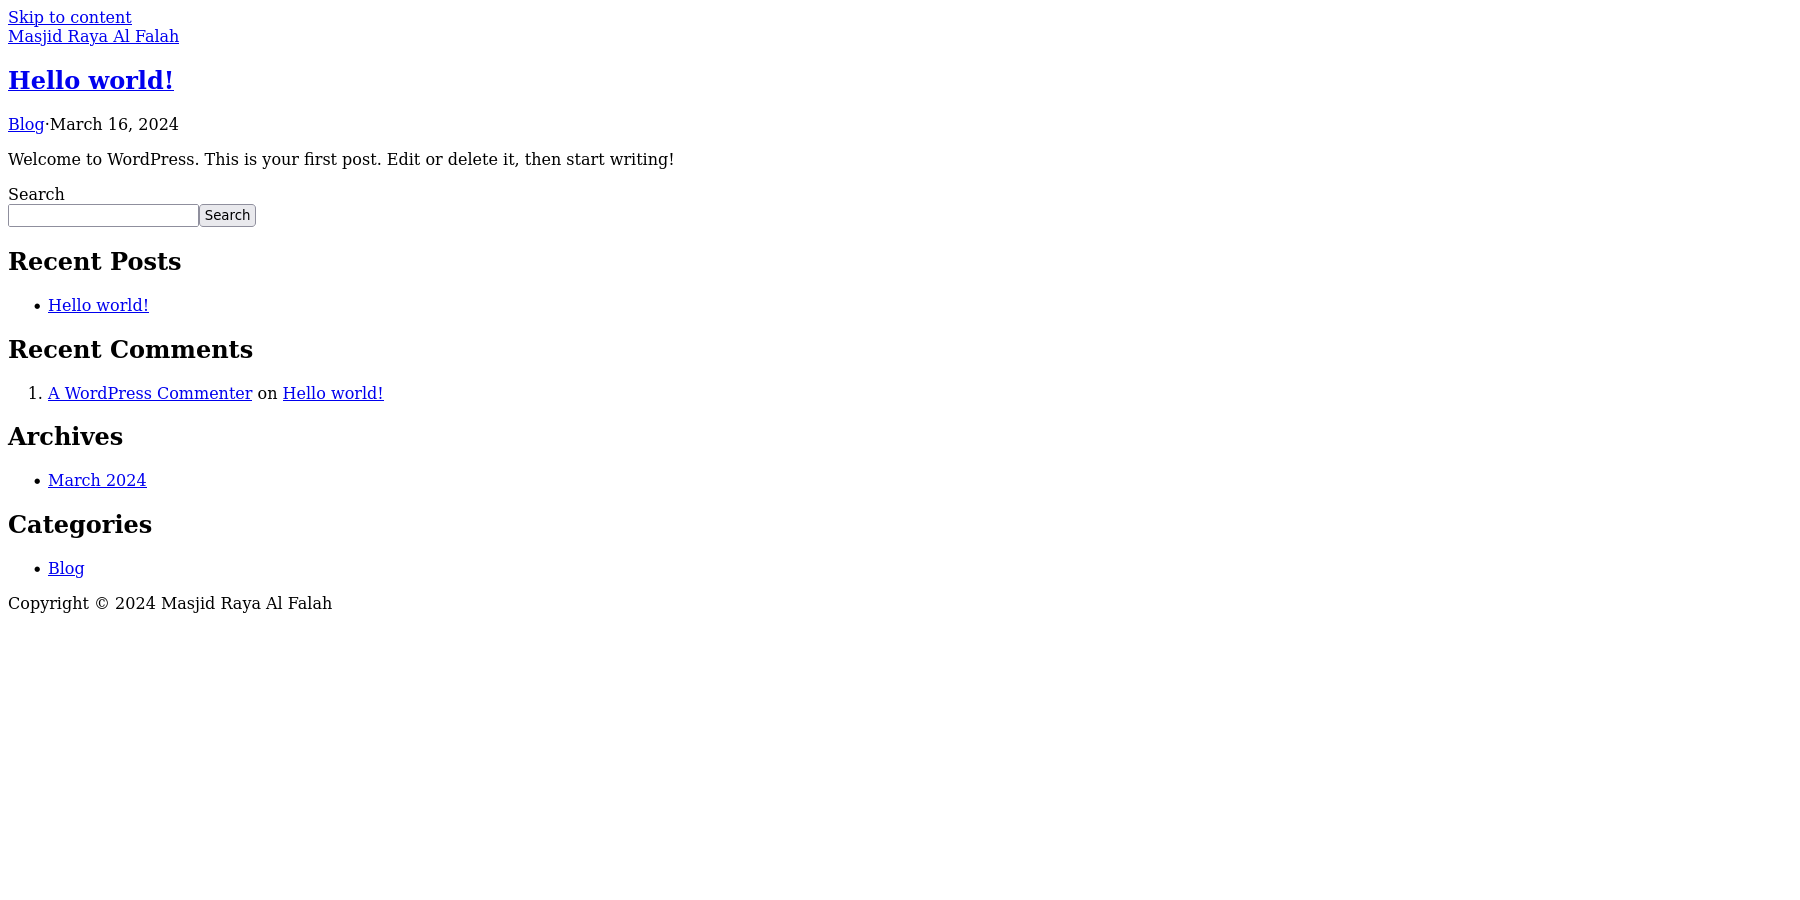 Skip to content
Masjid Raya Al Falah
Hello world!
Blog·March 16, 2024
Welcome to WordPress. This is your first post. Edit or delete it, then start writing!
Search
Search
Recent Posts
• Hello world!
Recent Comments
1. A WordPress Commenter on Hello world!
Archives
• March 2024
Categories
• Blog
Copyright © 2024 Masjid Raya Al Falah